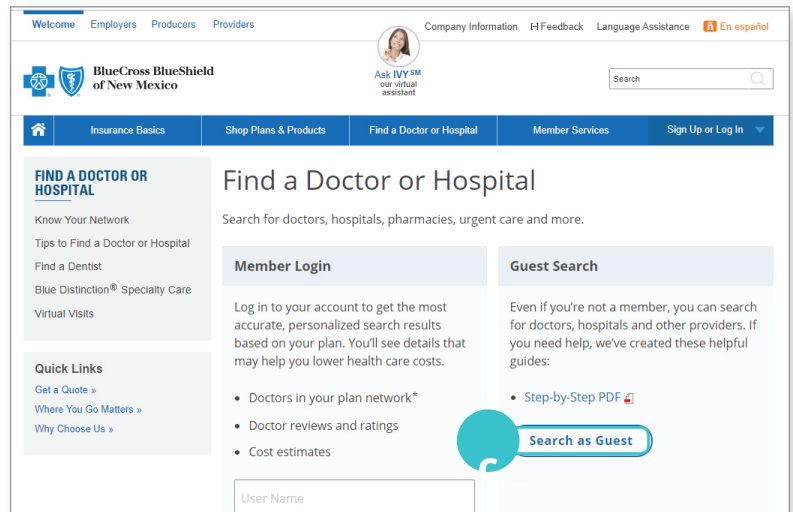 Welcome Employers Producers Providers
Company Information [+] Feedback Language Assistance En español
BlueCross BlueShield
of New Mexico
Ask IVY SM
our virtual
assistant
Search
Insurance Basics Shop Plans & Products Find a Doctor or Hospital Member Services Sign Up or Log In
FIND A DOCTOR OR
HOSPITAL
Know Your Network
Tips to Find a Doctor or Hospital
Find a Dentist
Blue Distinction® Specialty Care
Virtual Visits
Quick Links
Get a Quote »
Where You Go Matters »
Why Choose Us »
Find a Doctor or Hospital
Search for doctors, hospitals, pharmacies, urgent care and more.
Member Login
Log in to your account to get the most
accurate, personalized search results
based on your plan. You’ll see details that
may help you lower health care costs.
• Doctors in your plan network*
• Doctor reviews and ratings
• Cost estimates
User Name
Guest Search
Even if you’re not a member, you can search
for doctors, hospitals and other providers. If
you need help, we’ve created these helpful
guides:
• Step-by-Step PDF
Search as Guest